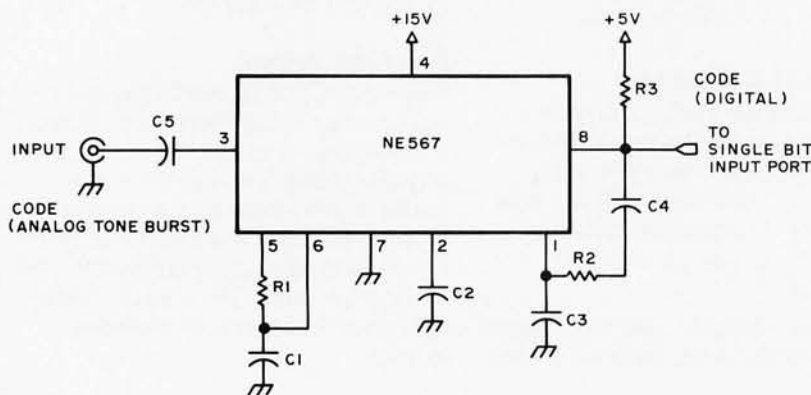 +15V
+5V
4
R3
CODE
(DIGITAL)
C5
3
NE567
8
TO
SINGLE BIT
INPUT PORT
INPUT
C4
CODE
(ANALOG TONE BURST)
5
6
7
2
1
R1
R2
C2
C3
C1